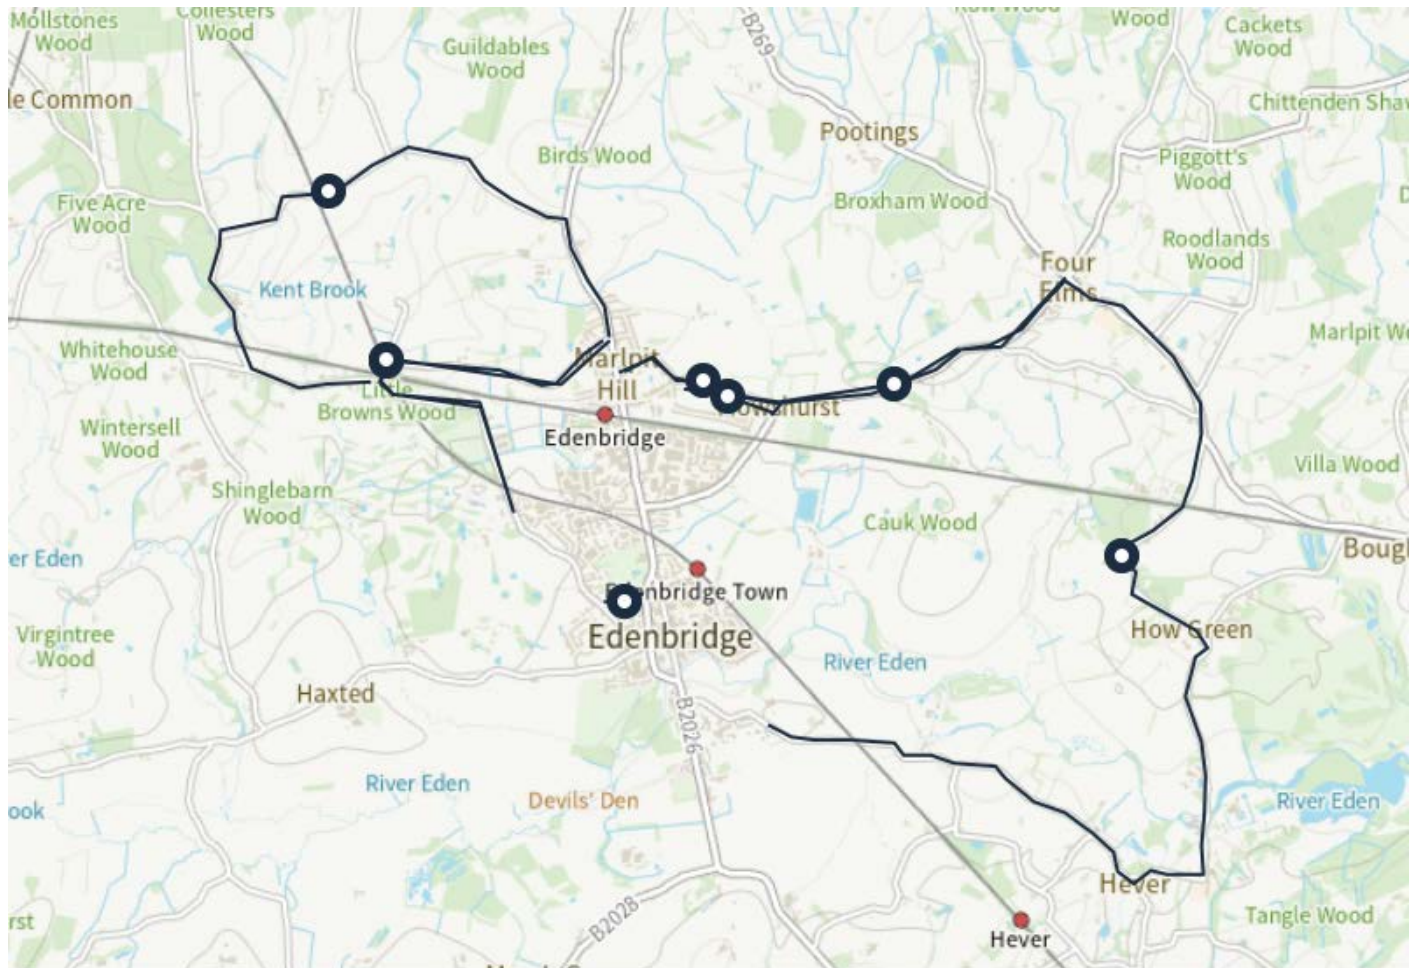 Mollstones
Wood
Collesters
Wood
Guildables
Wood
B269
Wood
Cackets
Wood
le Common
Chittenden Shaw
Pootings
Birds Wood
Piggott's
Wood
Five Acre
Wood
Broxham Wood
Roodlands
Wood
Four
Elms
Kent Brook
Marlpit
Whitehouse
Wood
Marlpit
Hill
Little
Browns Wood
Wintersell
Wood
Edenbridge
Villa Wood
Shinglebarn
Wood
Cauk Wood
er Eden
Edenbridge Town
Edenbridge
Virgintree
Wood
How Green
River Eden
Haxted
B2026
River Eden
Devils' Den
River Eden
ook
Hever
rst
B2028
Tangle Wood
Hever